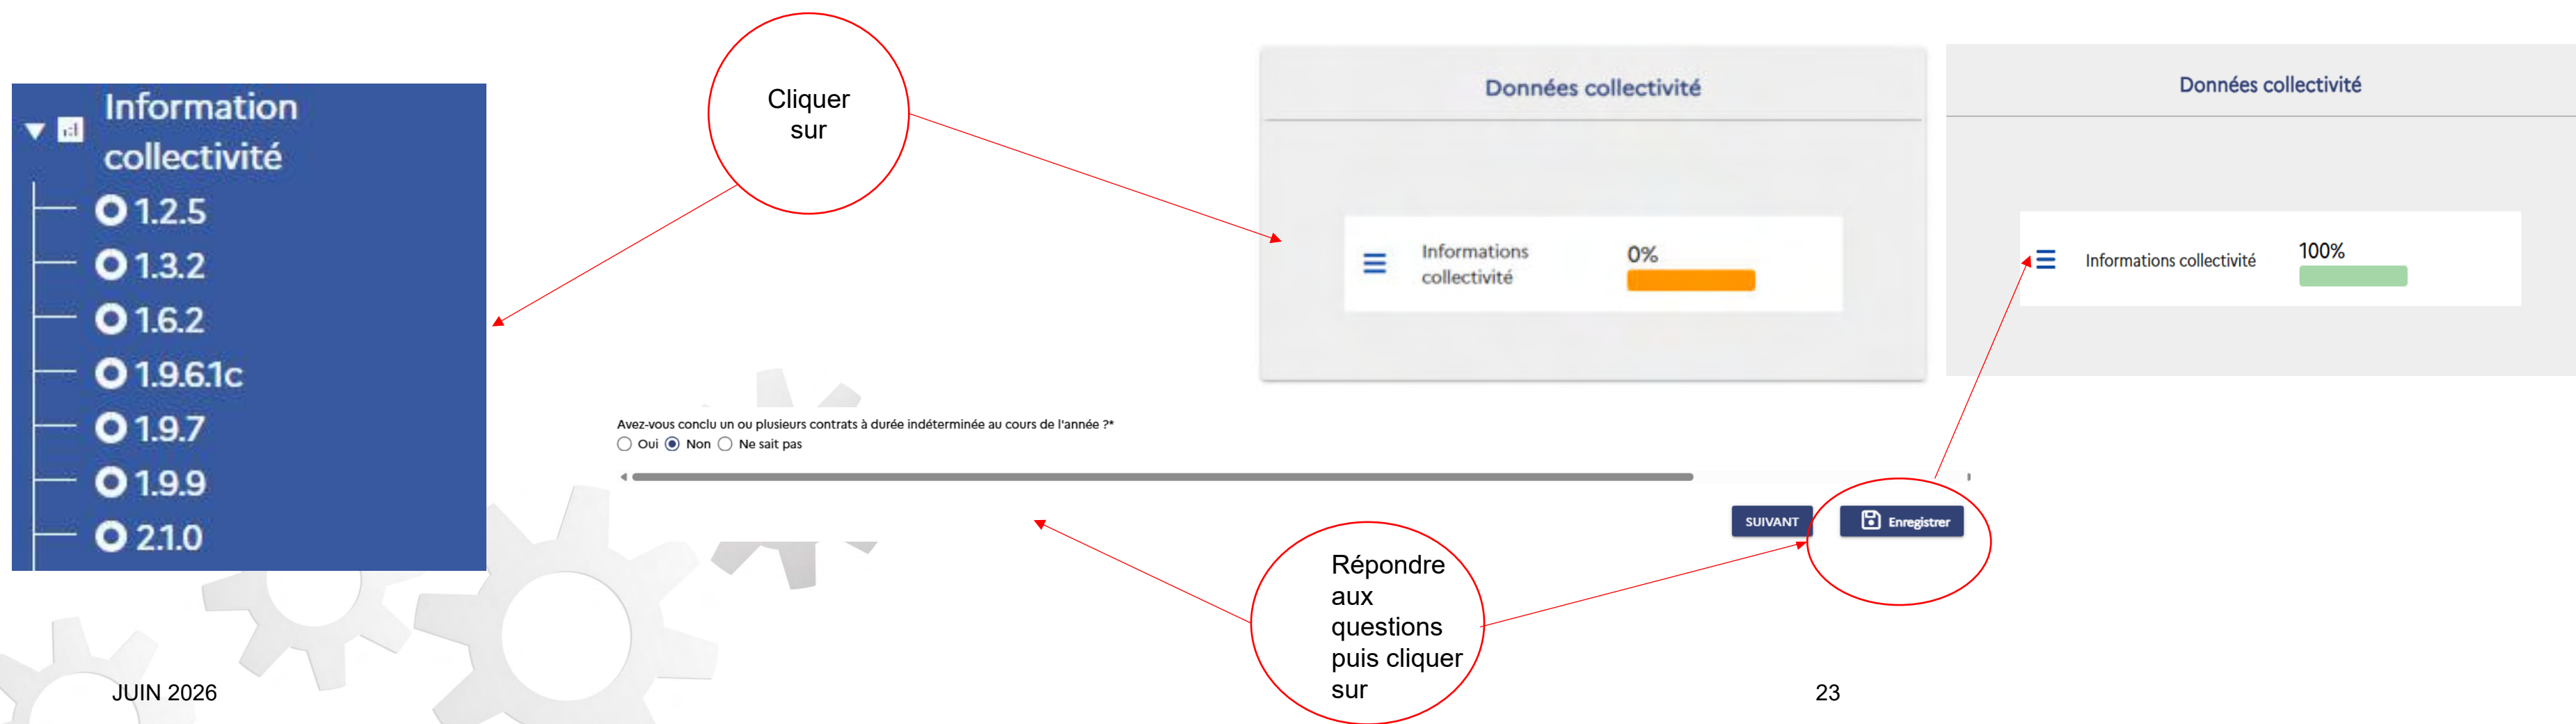 Information
collectivité
1.2.5
1.3.2
1.6.2
1.9.6.1c
1.9.7
1.9.9
2.1.0
Cliquer
sur
Données collectivité
Informations
collectivité
0%
Données collectivité
Informations collectivité
100%
Avez-vous conclu un ou plusieurs contrats à durée indéterminée au cours de l'année ?*
Oui Non Ne sait pas
SUIVANT
Enregistrer
Répondre
aux
questions
puis cliquer
sur
JUIN 2026
23